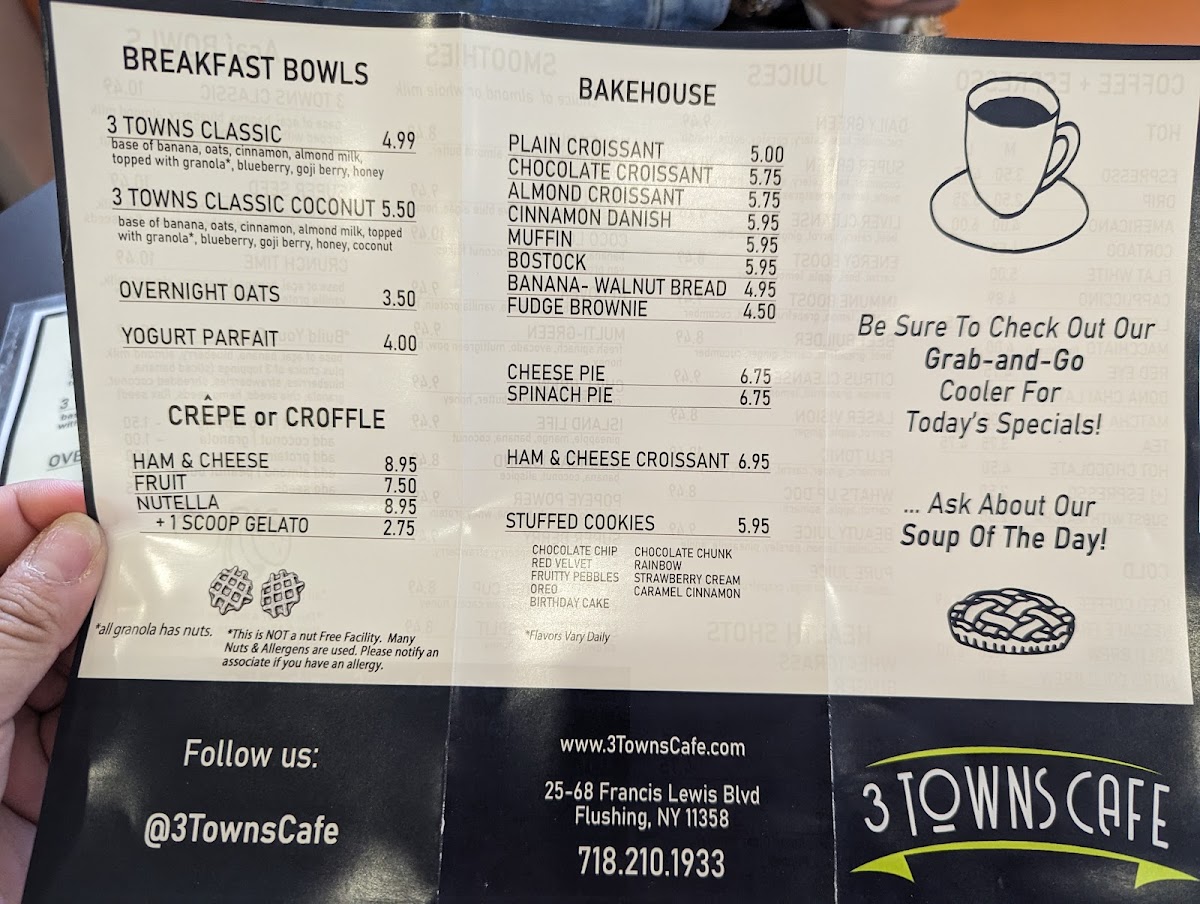 BREAKFAST BOWLS
3 TOWNS CLASSIC 4.99
base of banana, oats, cinnamon, almond milk,
topped with granola*, blueberry, goji berry, honey
3 TOWNS CLASSIC COCONUT 5.50
base of banana, oats, cinnamon, almond milk, topped
with granola*, blueberry, goji berry, honey, coconut
OVERNIGHT OATS 3.50
YOGURT PARFAIT 4.00
CRÊPE or CROFFLE
HAM & CHEESE 8.95
FRUIT 7.50
NUTELLA 8.95
+ 1 SCOOP GELATO 2.75
*all granola has nuts.
*This is NOT a nut Free Facility. Many
Nuts & Allergens are used. Please notify an
associate if you have an allergy.
Follow us:
@3TownsCafe
BAKEHOUSE
PLAIN CROISSANT 5.00
CHOCOLATE CROISSANT 5.75
ALMOND CROISSANT 5.75
CINNAMON DANISH 5.95
MUFFIN 5.95
BOSTOCK 5.95
BANANA- WALNUT BREAD 4.95
FUDGE BROWNIE 4.50
CHEESE PIE 6.75
SPINACH PIE 6.75
HAM & CHEESE CROISSANT 6.95
STUFFED COOKIES 5.95
CHOCOLATE CHIP
RED VELVET
FRUITY PEBBLES
OREO
BIRTHDAY CAKE
CHOCOLATE CHUNK
RAINBOW
STRAWBERRY CREAM
CARAMEL CINNAMON
*Flavors Vary Daily
www.3TownsCafe.com
25-68 Francis Lewis Blvd
Flushing, NY 11358
718.210.1933
Be Sure To Check Out Our
Grab-and-Go
Cooler For
Today's Specials!
... Ask About Our
Soup Of The Day!
3 TOWNS CAFE